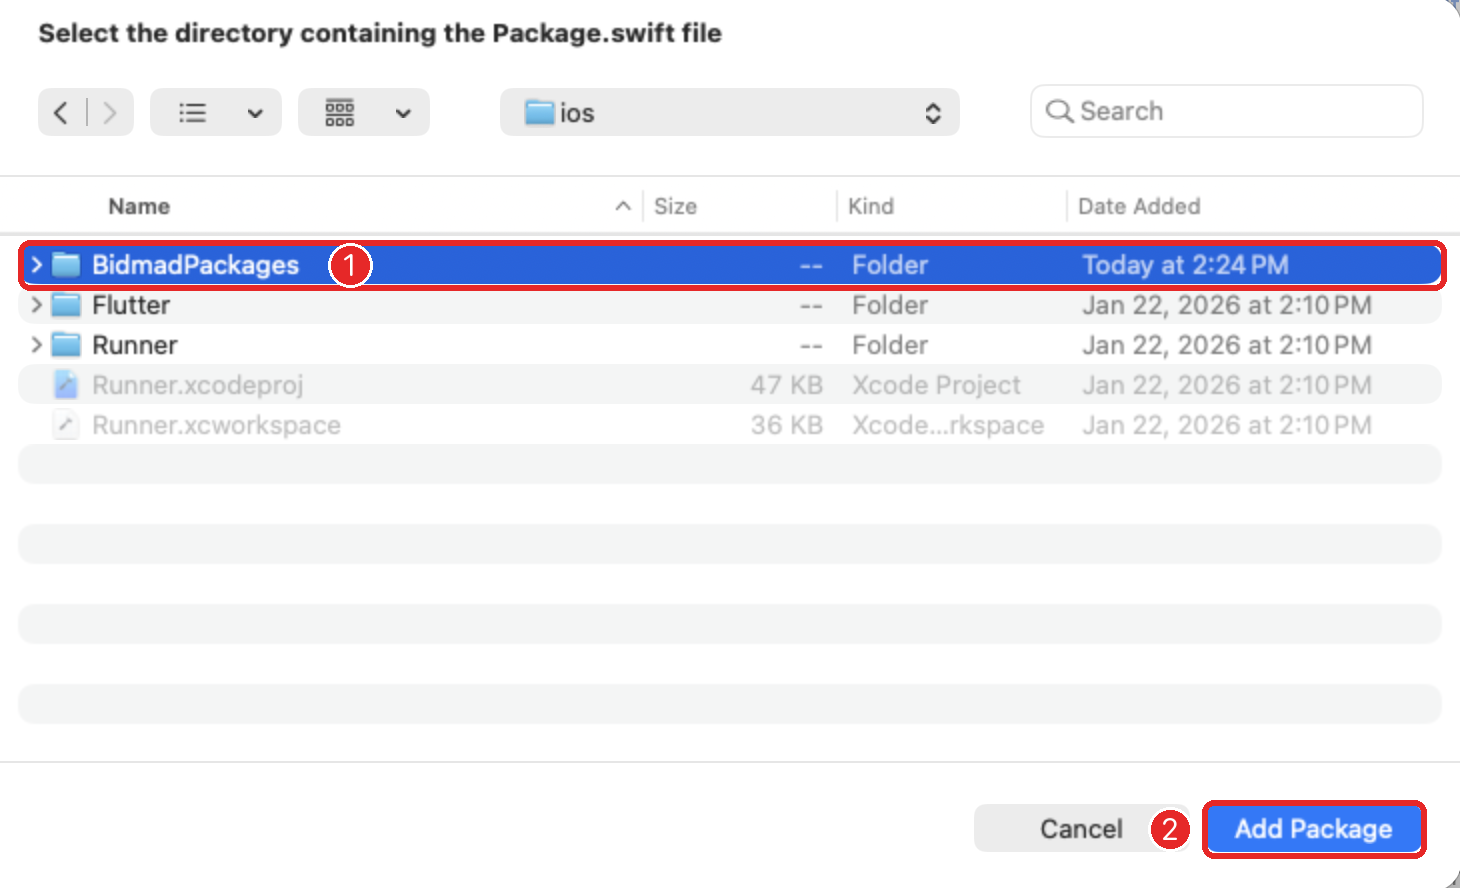 Select the directory containing the Package.swift file
ios
Search
Name Size Kind Date Added
BidmadPackages 1 -- Folder Today at 2:24 PM
Flutter -- Folder Jan 22, 2026 at 2:10 PM
Runner -- Folder Jan 22, 2026 at 2:10 PM
Runner.xcodeproj 47 KB Xcode Project Jan 22, 2026 at 2:10 PM
Runner.xcworkspace 36 KB Xcode...rkspace Jan 22, 2026 at 2:10 PM
Cancel 2 Add Package